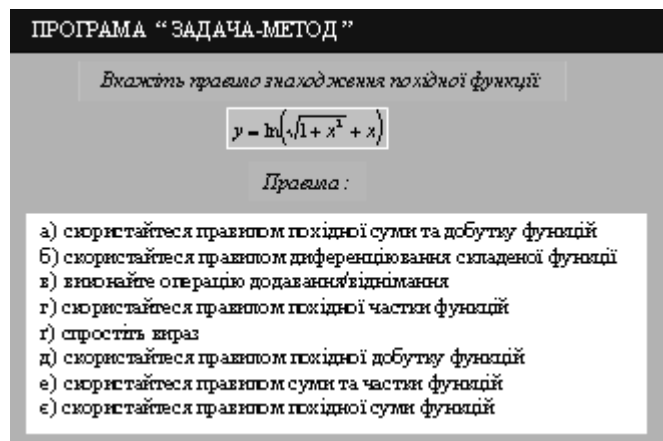 ПРОГРАМА “ЗАДАЧА-МЕТОД”
Вкажіть правило знаходження похідної функції:
y = ln(√1 + x² + x)
Правила :
а) скористайтеся правилом похідної суми та добутку функцій
б) скористайтеся правилом диференціювання складеної функції
в) виконайте операцію додавання/віднімання
г) скористайтеся правилом похідної частки функцій
ґ) спростіть вираз
д) скористайтеся правилом похідної добутку функцій
е) скористайтеся правилом суми та частки функцій
є) скористайтеся правилом похідної суми функцій